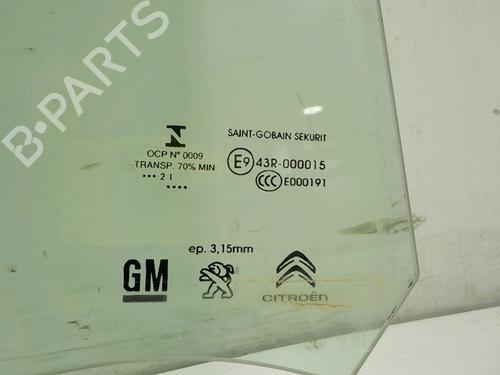 B-PARTS
N
OCP N° 0009
TRANSP. 70% MIN
••• 2 1
••••
SAINT-GOBAIN SEKURIT
E9 43R-000015
CCC E000191
ep. 3,15mm
GM
CITROËN